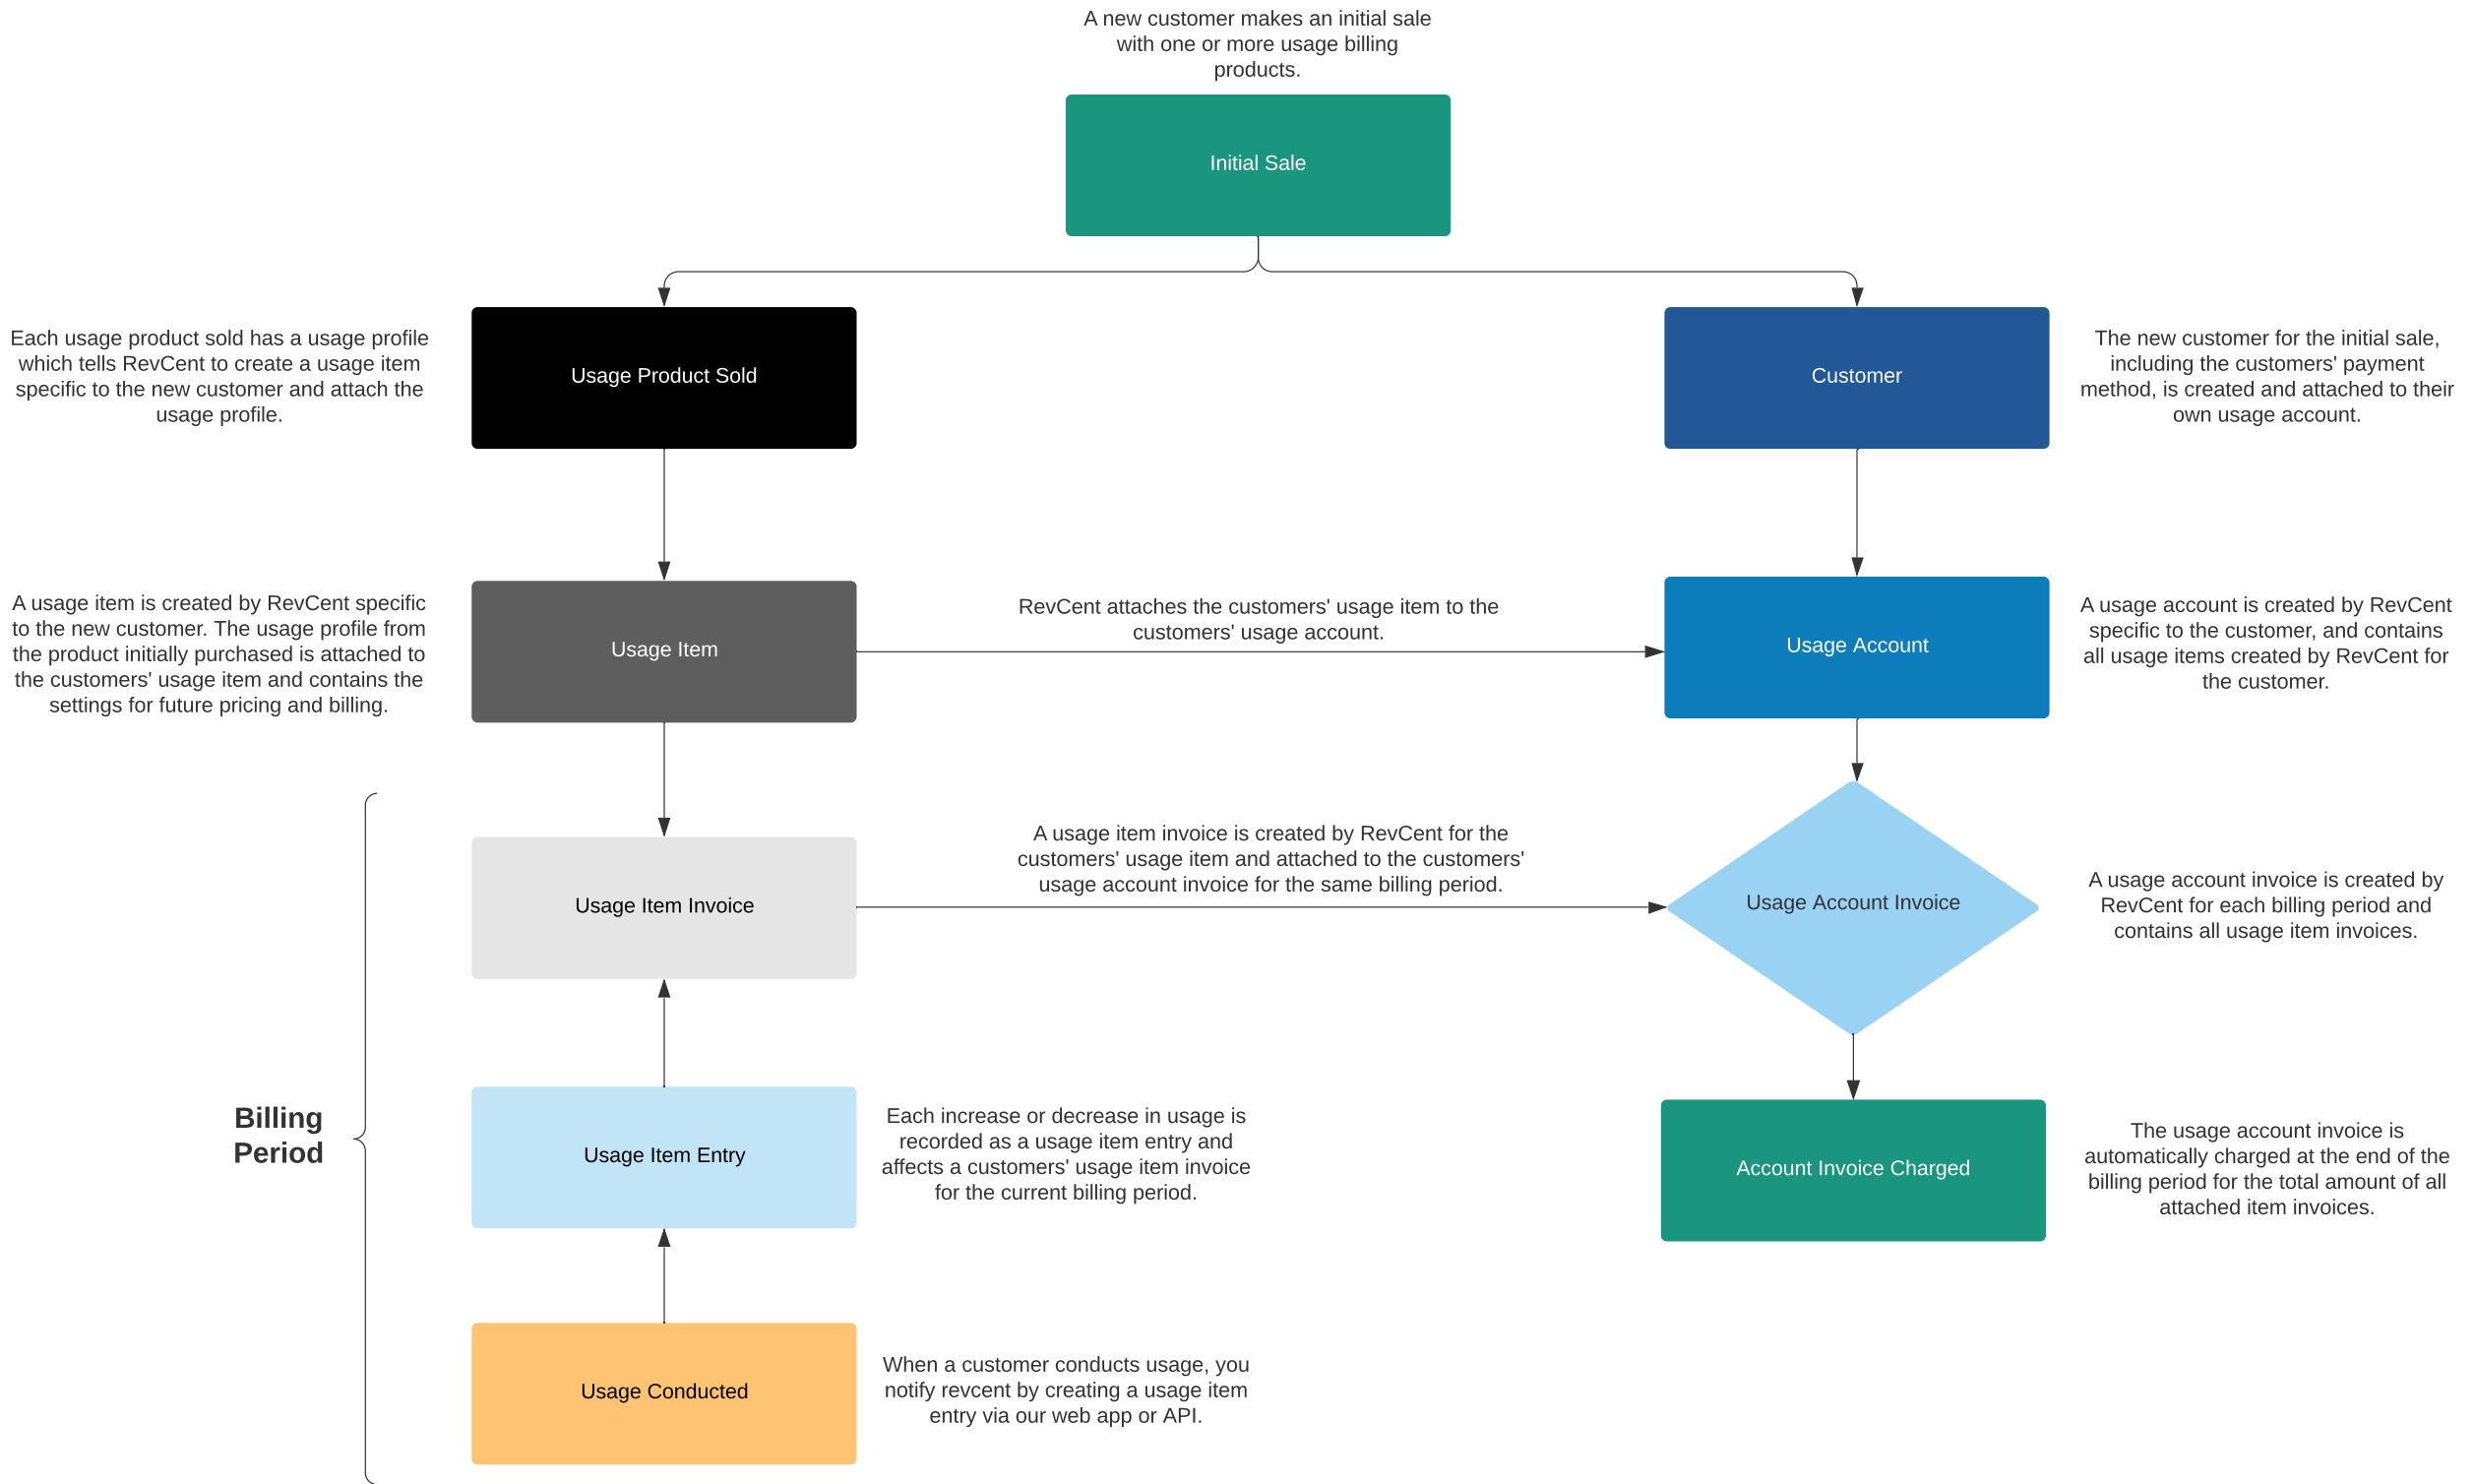 A new customer makes an initial sale
with one or more usage billing
products.
Initial Sale
Each usage product sold has a usage profile
which tells RevCent to create a usage item
specific to the new customer and attach the
usage profile.
Usage Product Sold
Customer
The new customer for the initial sale,
including the customers' payment
method, is created and attached to their
own usage account.
A usage item is created by RevCent specific
to the new customer. The usage profile from
the product initially purchased is attached to
the customers' usage item and contains the
settings for future pricing and billing.
Usage Item
RevCent attaches the customers' usage item to the
customers' usage account.
Usage Account
A usage account is created by RevCent
specific to the customer, and contains
all usage items created by RevCent for
the customer.
Usage Item Invoice
A usage item invoice is created by RevCent for the
customers' usage item and attached to the customers'
usage account invoice for the same billing period.
Usage Account Invoice
A usage account invoice is created by
RevCent for each billing period and
contains all usage item invoices.
Billing
Period
Usage Item Entry
Each increase or decrease in usage is
recorded as a usage item entry and
affects a customers' usage item invoice
for the current billing period.
Account Invoice Charged
The usage account invoice is
automatically charged at the end of the
billing period for the total amount of all
attached item invoices.
Usage Conducted
When a customer conducts usage, you
notify revcent by creating a usage item
entry via our web app or API.